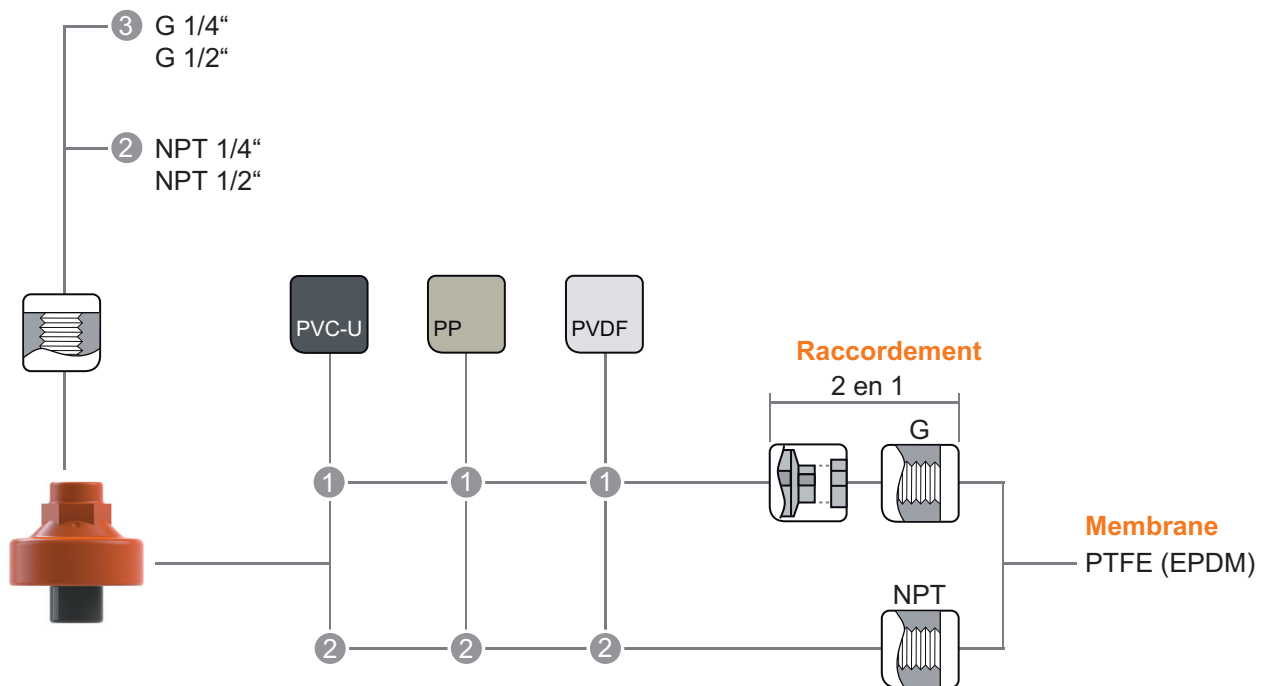 3 G 1/4“
G 1/2“
2 NPT 1/4“
NPT 1/2“
PVC-U PP PVDF
Raccordement
2 en 1
G
1 1 1
Membrane
PTFE (EPDM)
NPT
2 2 2